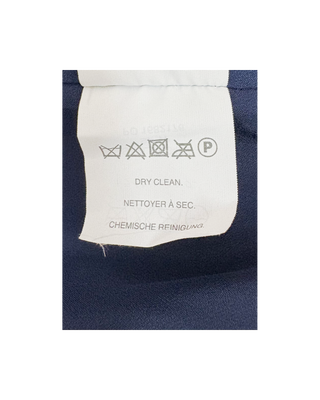 P
DRY CLEAN.
NETTOYER À SEC
CHEMISCHE REINIGUNG